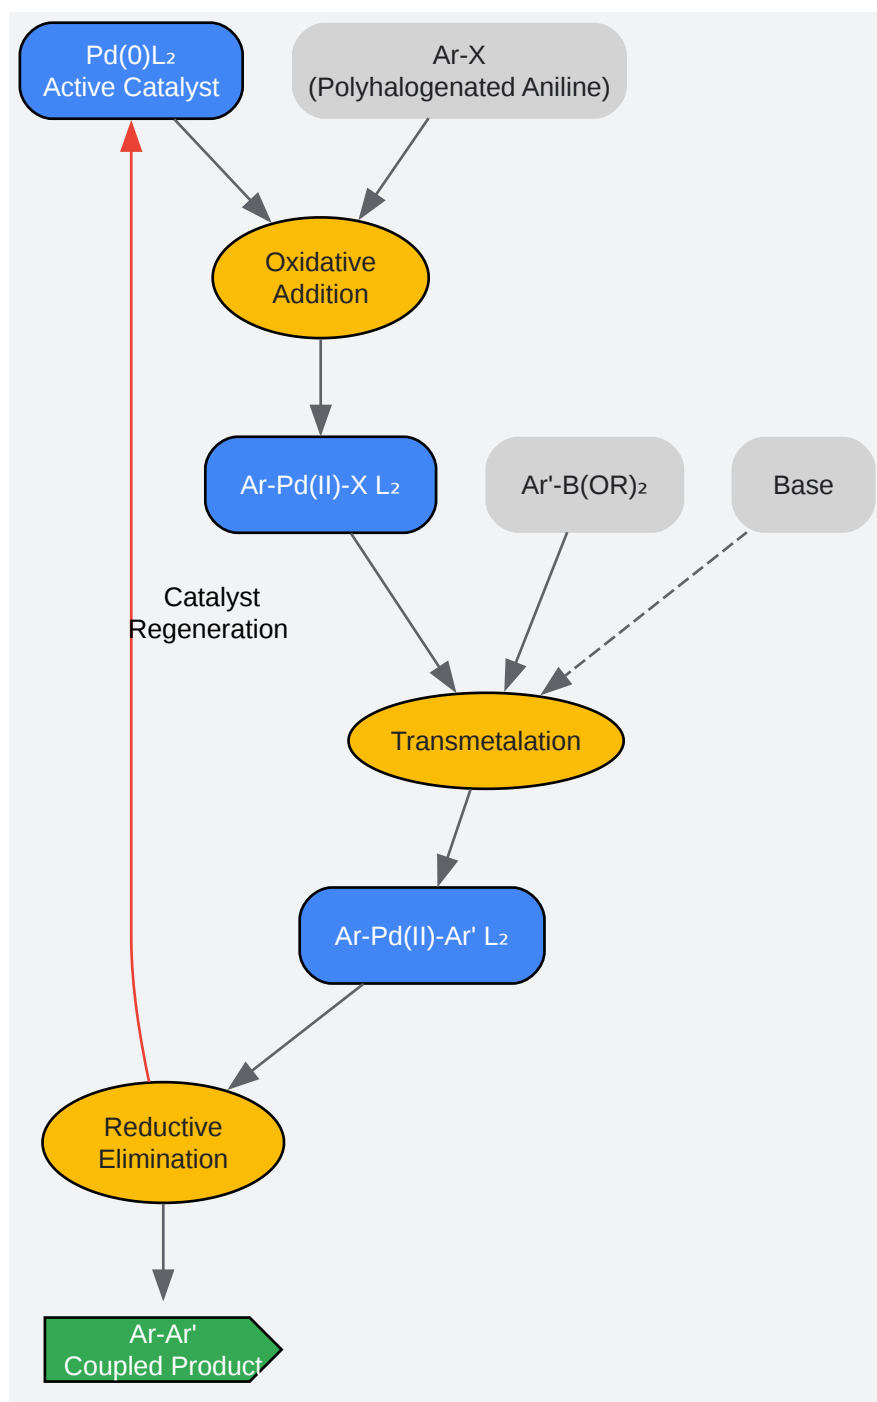 Pd(0)L₂
Active Catalyst
Ar-X
(Polyhalogenated Aniline)
Oxidative
Addition
Ar-Pd(II)-X L₂
Ar'-B(OR)₂
Base
Catalyst
Regeneration
Transmetalation
Ar-Pd(II)-Ar' L₂
Reductive
Elimination
Ar-Ar'
Coupled Product